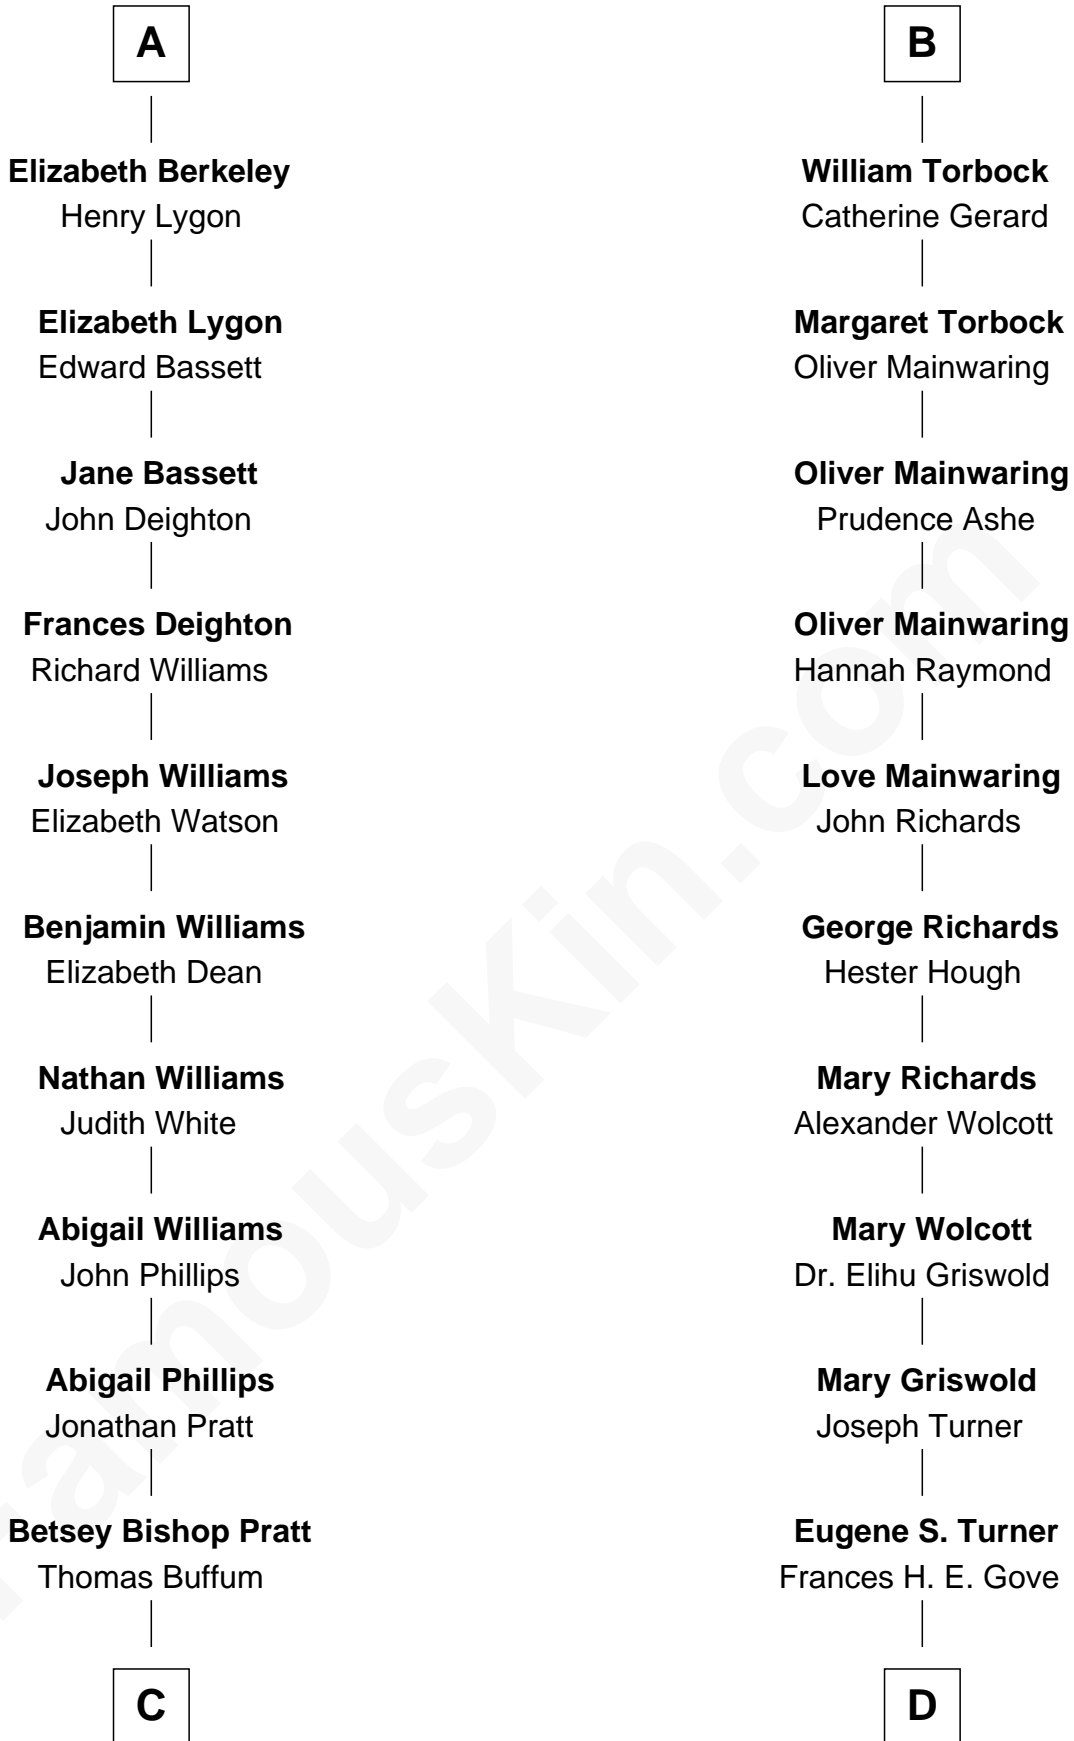 A
Elizabeth Berkeley
Henry Lygon
Elizabeth Lygon
Edward Bassett
Jane Bassett
John Deighton
Frances Deighton
Richard Williams
Joseph Williams
Elizabeth Watson
Benjamin Williams
Elizabeth Dean
Nathan Williams
Judith White
Abigail Williams
John Phillips
Abigail Phillips
Jonathan Pratt
Betsey Bishop Pratt
Thomas Buffum
C
B
William Torbock
Catherine Gerard
Margaret Torbock
Oliver Mainwaring
Oliver Mainwaring
Prudence Ashe
Oliver Mainwaring
Hannah Raymond
Love Mainwaring
John Richards
George Richards
Hester Hough
Mary Richards
Alexander Wolcott
Mary Wolcott
Dr. Elihu Griswold
Mary Griswold
Joseph Turner
Eugene S. Turner
Frances H. E. Gove
D
FamousKin.com